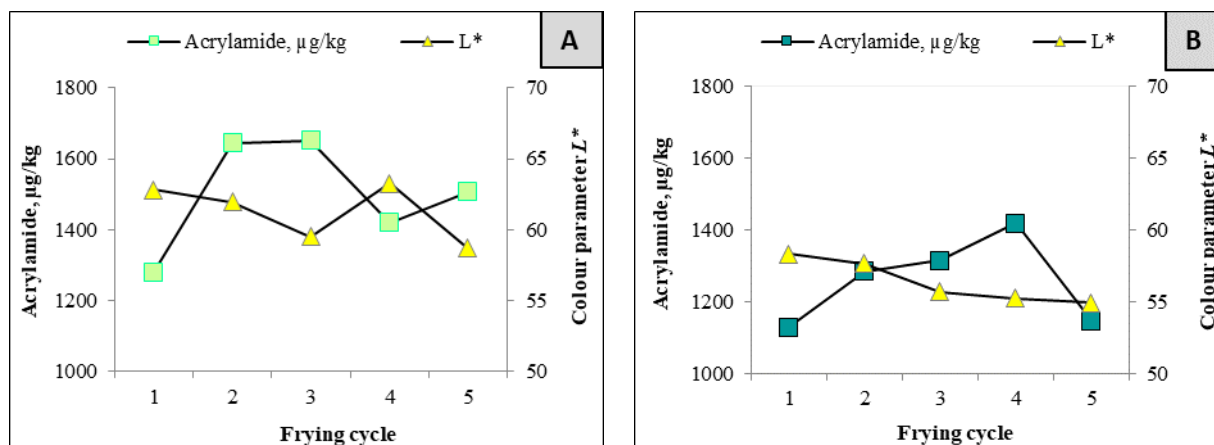 Acrylamide, µg/kg L* A
1800 70
1600 65
1400 60
1200 55
1000 50
1 2 3 4 5
Frying cycle
Acrylamide, µg/kg
Colour parameter L*
Acrylamide, µg/kg L* B
1800 70
1600 65
1400 60
1200 55
1000 50
1 2 3 4 5
Frying cycle
Acrylamide, µg/kg
Colour parameter L*